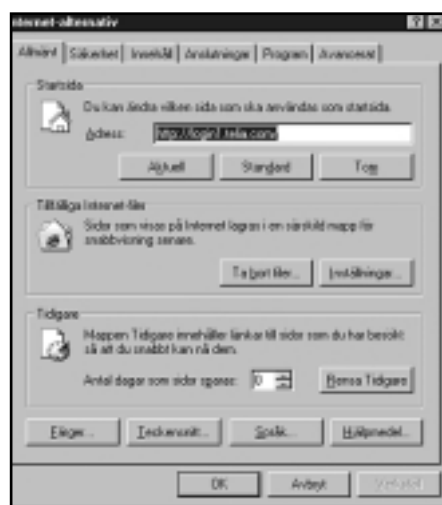 Internet-alternativ
Allmänt Säkerhet Innehåll Anslutningar Program Avancerat
Startsida
Du kan ändra vilken sida som ska användas som startsida.
Adress: http://login1.telia.com/
Aktuell Standard Tom
Tillfälliga Internet-filer
Sidor som visas på Internet lagras i en särskild mapp för
snabbvisning senare.
Ta bort filer... Inställningar...
Tidigare
Mappen Tidigare innehåller länkar till sidor som du har besökt
så att du snabbt kan nå dem.
Antal dagar som sidor sparas: 0 Rensa Tidigare
Färger... Teckensnitt... Språk... Hjälpmedel...
OK Avbryt Verkställ